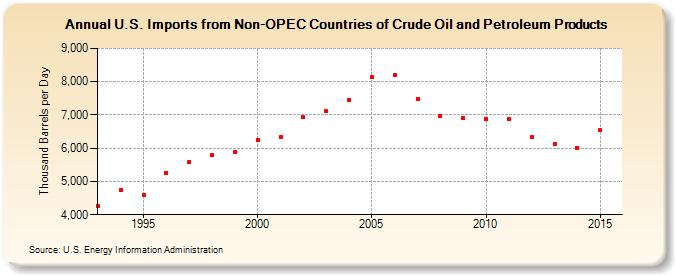 Annual U.S. Imports from Non-OPEC Countries of Crude Oil and Petroleum Products
Thousand Barrels per Day
9,000
8,000
7,000
6,000
5,000
4,000
1995 2000 2005 2010 2015
Source: U.S. Energy Information Administration